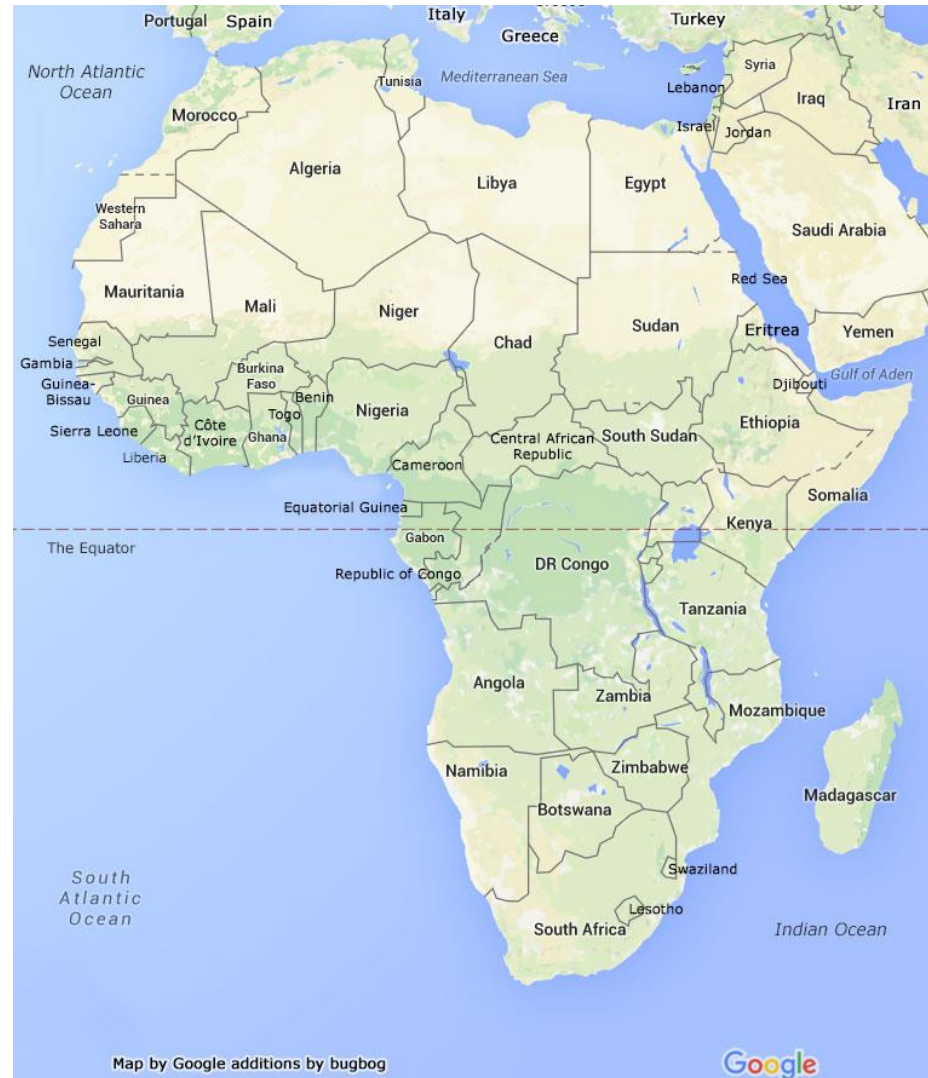 Portugal
Spain
Italy
Greece
Turkey
North Atlantic
Ocean
Mediterranean Sea
Tunisia
Syria
Lebanon
Iraq
Iran
Israel
Jordan
Morocco
Algeria
Libya
Egypt
Western
Sahara
Saudi Arabia
Red Sea
Mauritania
Mali
Niger
Chad
Sudan
Eritrea
Yemen
Gulf of Aden
Senegal
Gambia
Guinea-
Bissau
Guinea
Burkina
Faso
Benin
Togo
Nigeria
Djibouti
Ethiopia
Sierra Leone
Côte
d'Ivoire
Ghana
Liberia
Central African
Republic
South Sudan
Cameroon
Somalia
Equatorial Guinea
Kenya
The Equator
Gabon
Republic of Congo
DR Congo
Tanzania
Angola
Zambia
Mozambique
Namibia
Zimbabwe
Botswana
Madagascar
Swaziland
South
Atlantic
Ocean
Lesotho
South Africa
Indian Ocean
Map by Google additions by bugbog
Google